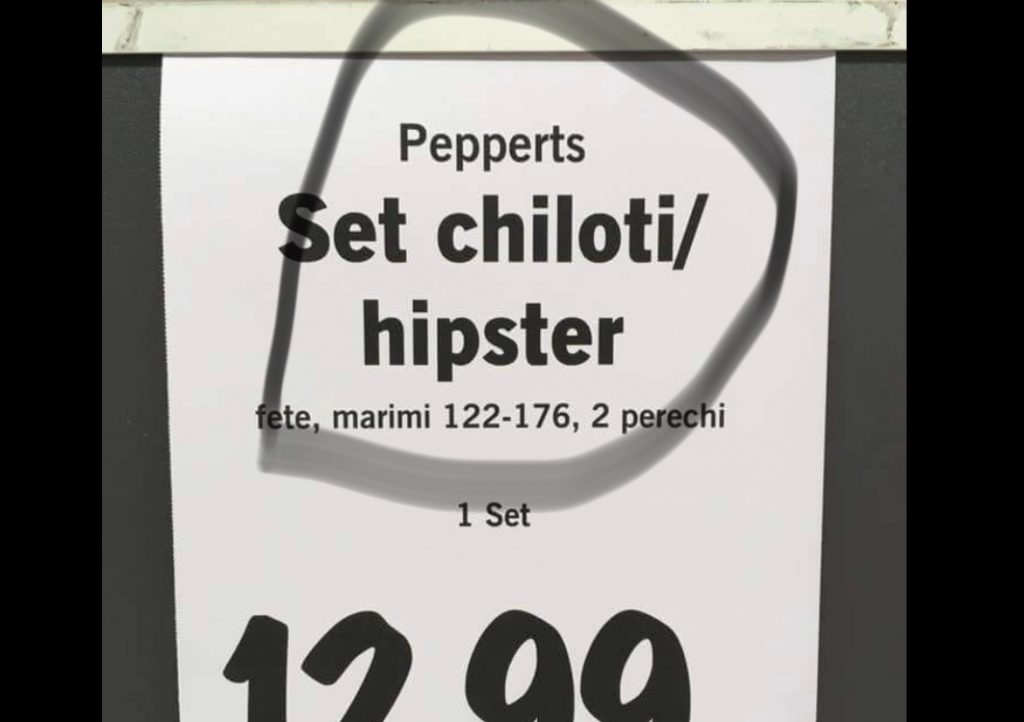 Pepperts
Set chiloti/
hipster
fete, marimi 122-176, 2 perechi
1 Set
12.99